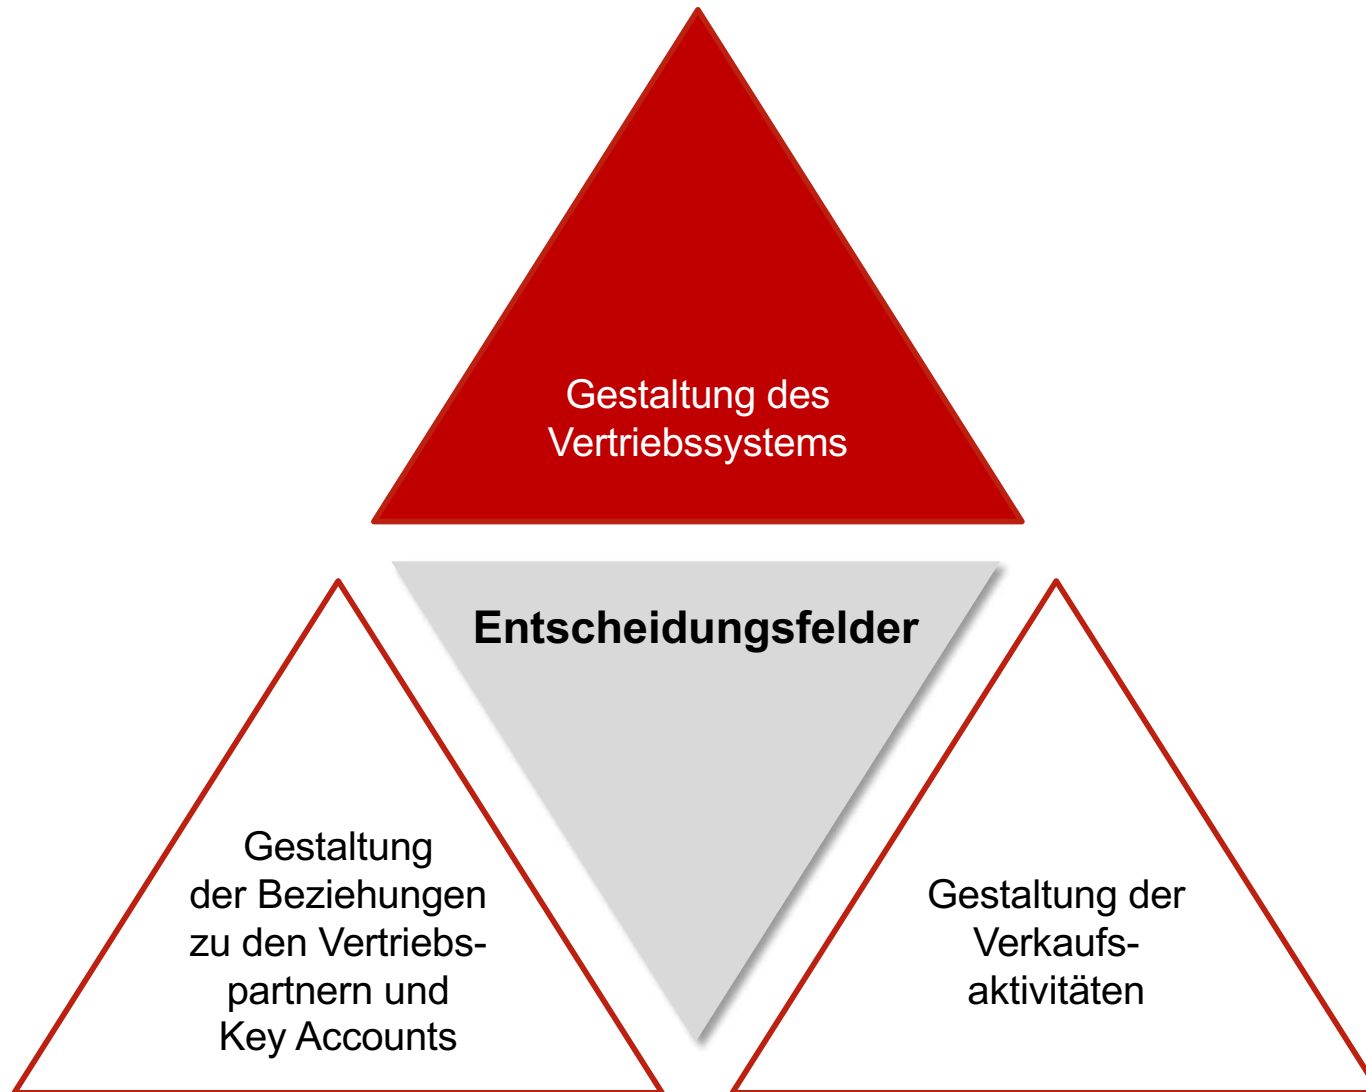 Gestaltung des
Vertriebssystems
Entscheidungsfelder
Gestaltung
der Beziehungen
zu den Vertriebs-
partnern und
Key Accounts
Gestaltung der
Verkaufs-
aktivitäten